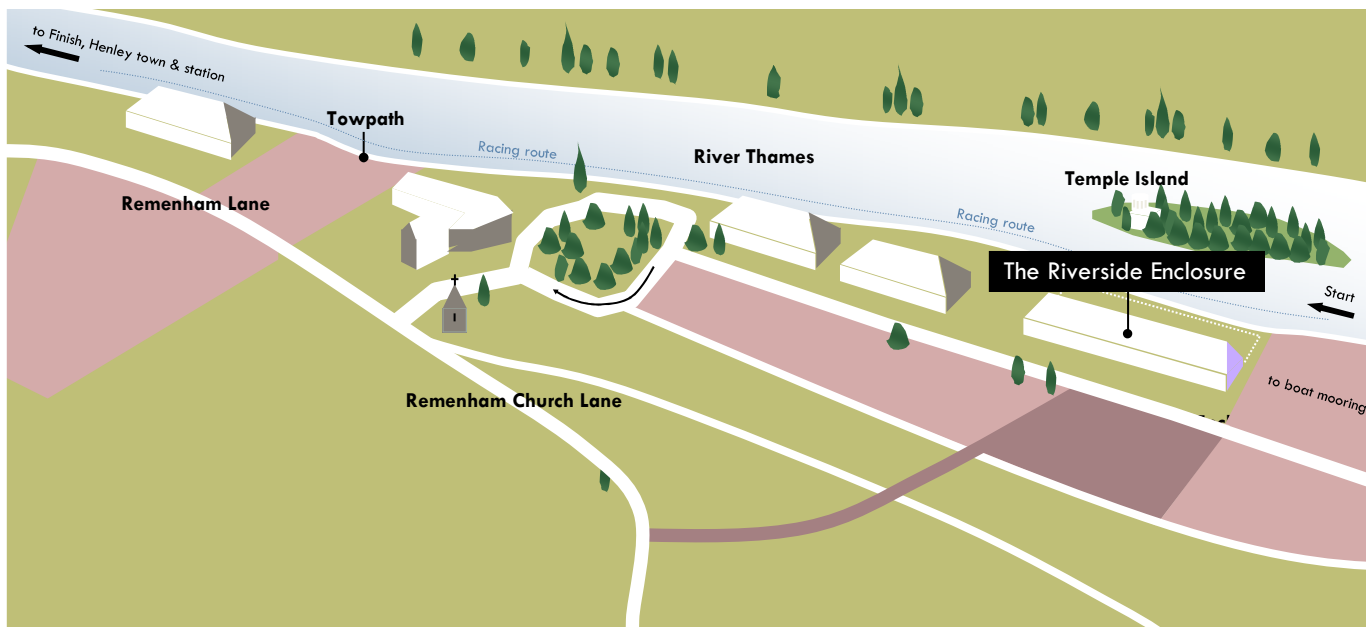 to Finish, Henley town & station
Towpath
Racing route
River Thames
Temple Island
Remenham Lane
Racing route
The Riverside Enclosure
Start
to boat mooring
Remenham Church Lane